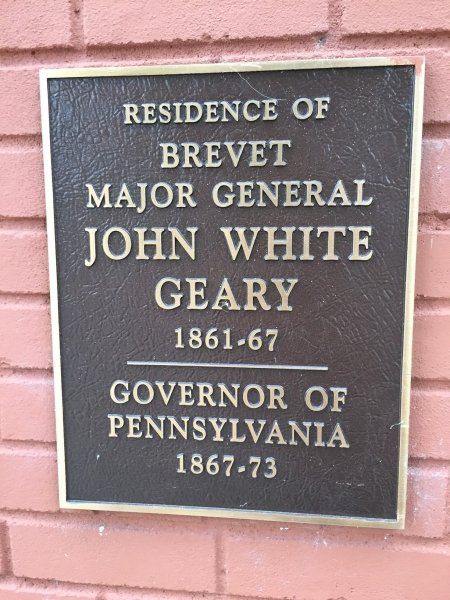 RESIDENCE OF
BREVET
MAJOR GENERAL
JOHN WHITE
GEARY
1861-67
GOVERNOR OF
PENNSYLVANIA
1867-73